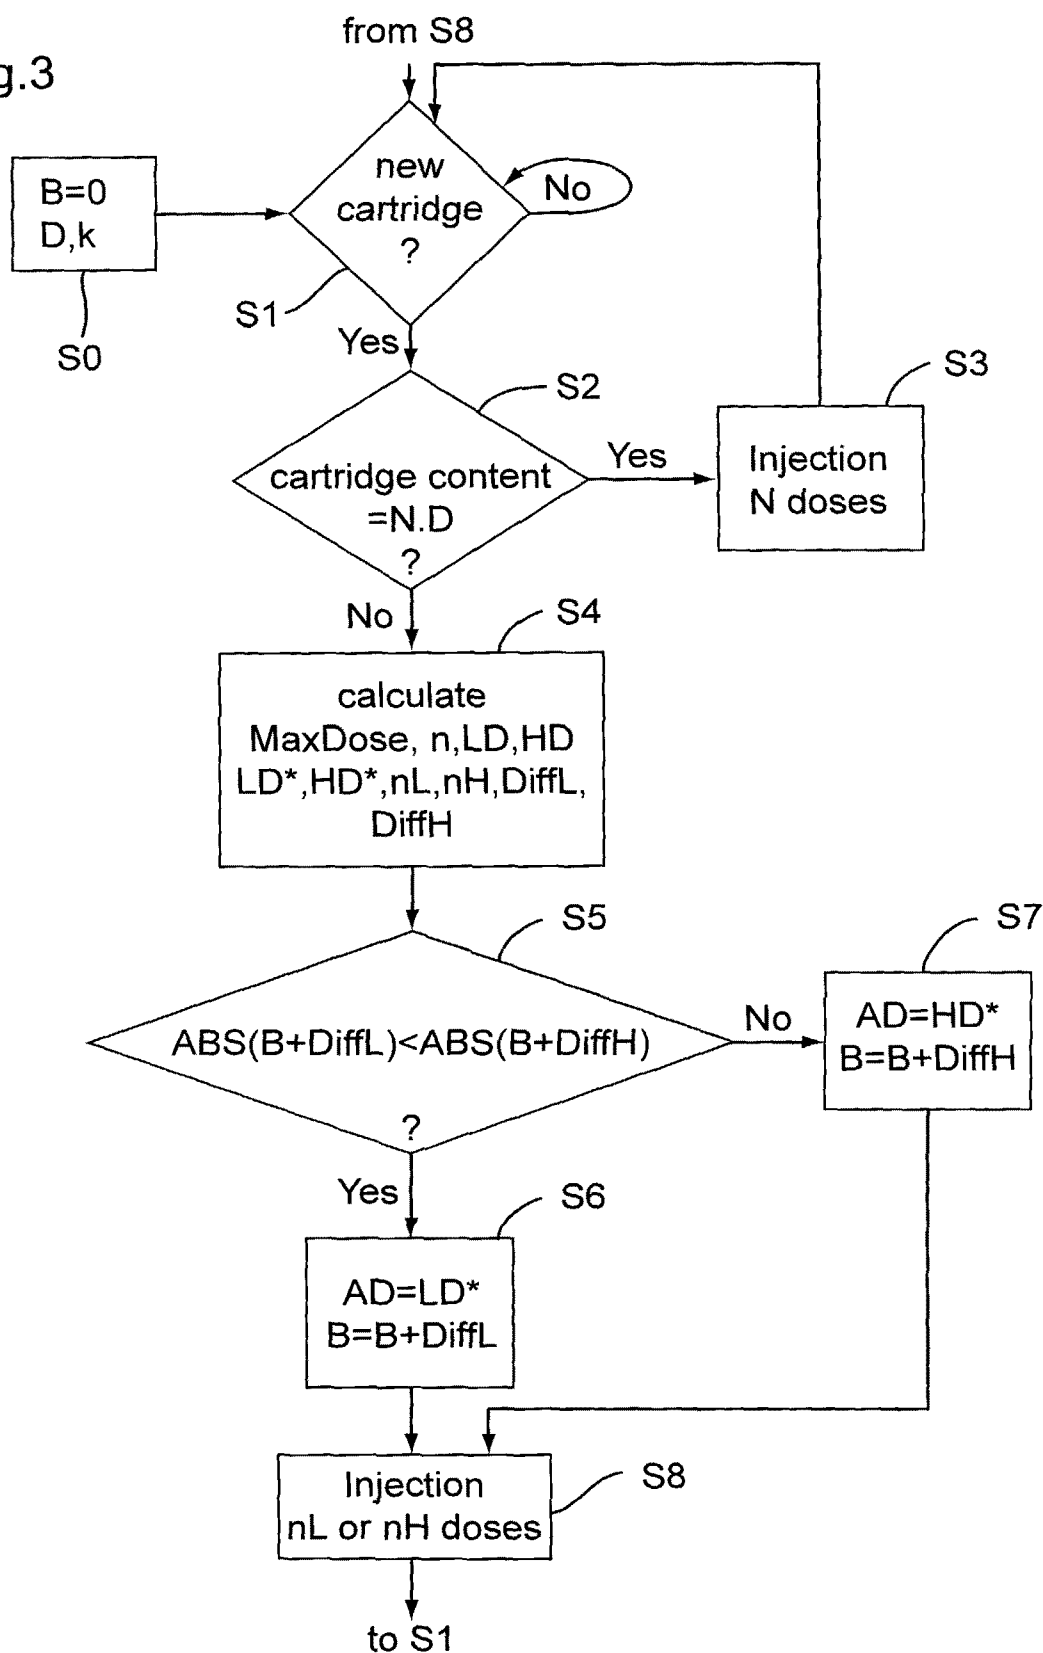 from S8
g.3
new
cartridge
?
No
B=0
D,k
S0
S1
Yes
S2
S3
cartridge content
=N.D
?
Yes
Injection
N doses
No
S4
calculate
MaxDose, n,LD,HD
LD*,HD*,nL,nH,DiffL,
DiffH
S5
S7
ABS(B+DiffL)<ABS(B+DiffH)
?
No
AD=HD*
B=B+DiffH
Yes
S6
AD=LD*
B=B+DiffL
Injection
nL or nH doses
S8
to S1